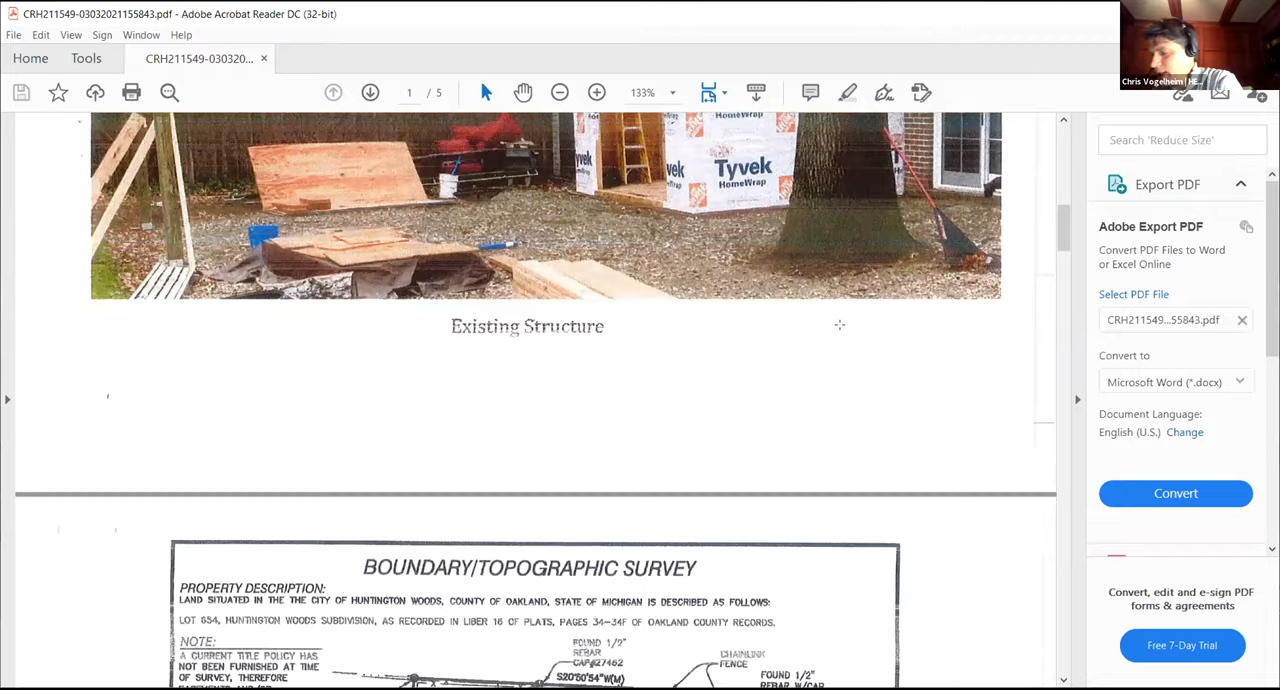 CRH211549-03032021155843.pdf - Adobe Acrobat Reader DC (32-bit)
File Edit View Sign Window Help
Home Tools CRH211549-030320... ×
1 / 5 133%
Chris Vogelheim | HE...
HomeWrap
Tyvek
HomeWrap
vek
Existing Structure
BOUNDARY/TOPOGRAPHIC SURVEY
PROPERTY DESCRIPTION:
LAND SITUATED IN THE THE CITY OF HUNTINGTON WOODS, COUNTY OF OAKLAND, STATE OF MICHIGAN IS DESCRIBED AS FOLLOWS:
LOT 654, HUNTINGTON WOODS SUBDIVISION, AS RECORDED IN LIBER 16 OF PLATS, PAGES 34-34F OF OAKLAND COUNTY RECORDS.
NOTE:
A CURRENT TITLE POLICY HAS
NOT BEEN FURNISHED AT TIME
OF SURVEY, THEREFORE
FOUND 1/2"
REBAR
CAP#27462
S20°50'54"W(M)
CHAINLINK
FENCE
FOUND 1/2"
REBAR W/CAP
Search 'Reduce Size'
Export PDF
Adobe Export PDF
Convert PDF Files to Word
or Excel Online
Select PDF File
CRH211549...55843.pdf
Convert to
Microsoft Word (*.docx)
Document Language:
English (U.S.) Change
Convert
Convert, edit and e-sign PDF
forms & agreements
Free 7-Day Trial